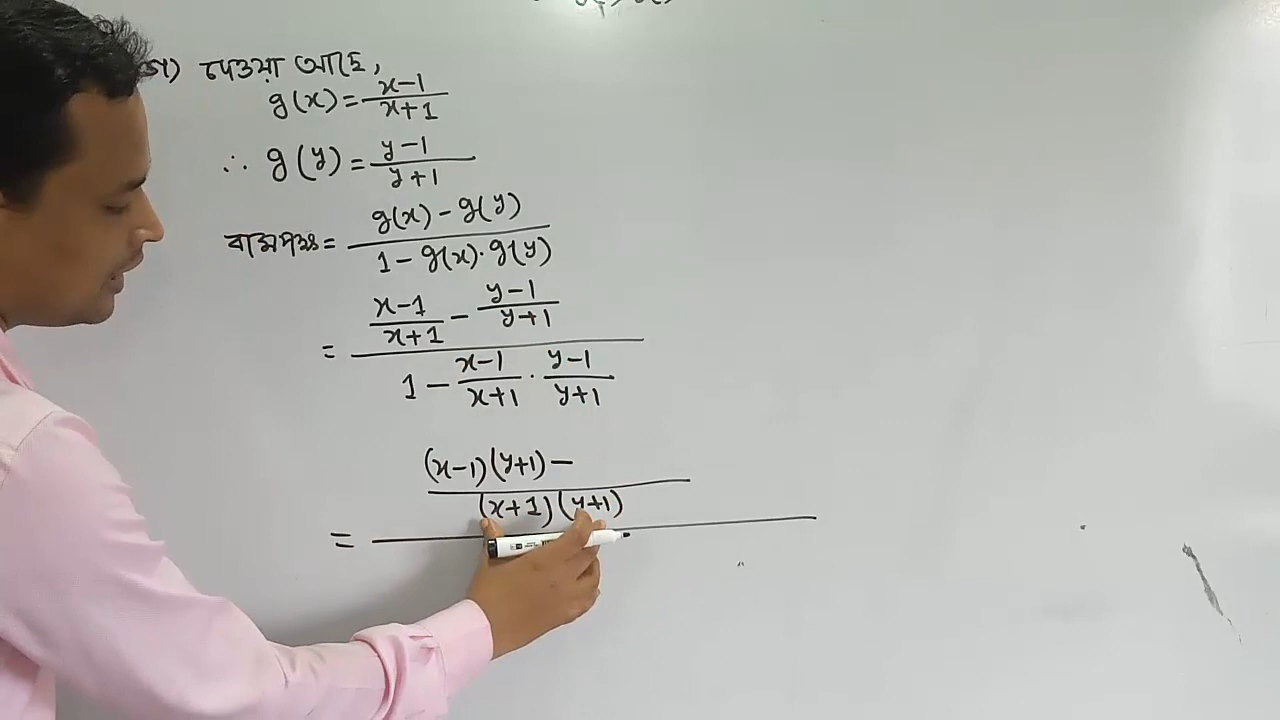 গ) দেওয়া আছে,
g(x) = x-1 / x+1
∴ g(y) = y-1 / y+1
বামপক্ষ = g(x) - g(y) / 1 - g(x)·g(y)
= x-1 / x+1 - y-1 / y+1 / 1 - x-1 / x+1 · y-1 / y+1
= (x-1)(y+1) - / (x+1)(y+1)